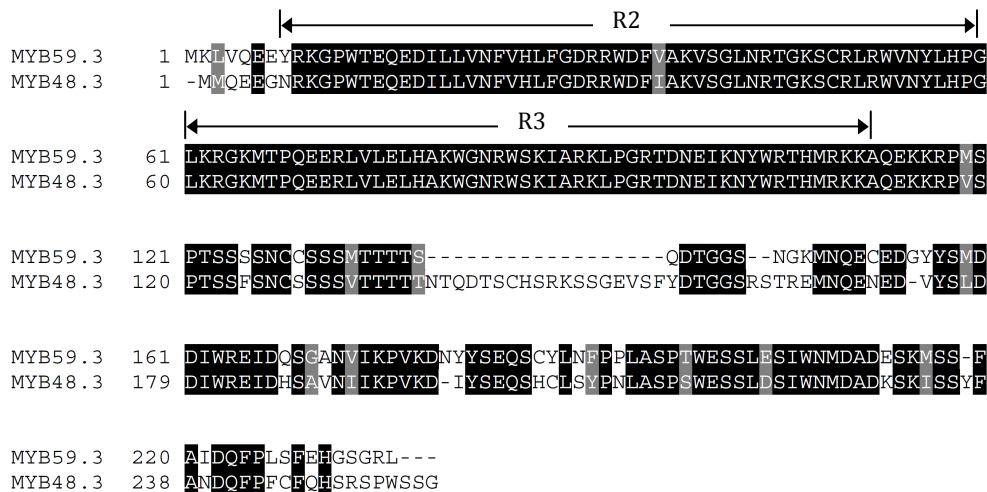 R2
MYB59.3 1 MKLVQEEYRKGPWTEQEDILLVNFVHLFGDRRWDFVAKVSGLNRTGKSCRLRWVNYLHPG
MYB48.3 1 -MMQEEGNRKGPWTEQEDILLVNFVHLFGDRRWDFIAKVSGLNRTGKSCRLRWVNYLHPG
R3
MYB59.3 61 LKRGKMTPQEERLVLELHAKWGNRWSKIARKLPGRTDNEIKNYWRTHMRKKAQEKKRPMS
MYB48.3 60 LKRGKMTPQEERLVLELHAKWGNRWSKIARKLPGRTDNEIKNYWRTHMRKKAQEKKRPVS
MYB59.3 121 PTSSSSNCCSSSMTTTTS------------------QDTGGS--NGKMNQECEDGYYSMD
MYB48.3 120 PTSSFSNCSSSSVTTTTTNTQDTSCHSRKSSGEVSFYDTGGSRSTREMNQENED-VYSLD
MYB59.3 161 DIWREIDQSGANVIKPVKDNYYSEQSCYLNFPPLASPTWESSLESIWNMDADESKMSS-F
MYB48.3 179 DIWREIDHSAVNIIKPVKD-IYSEQSHCLSYPNLASPSWESSLDSIWNMDADKSKISSYF
MYB59.3 220 AIDQFPLSFEHGSGRL---
MYB48.3 238 ANDQFPFCFQHSRSPWSSG